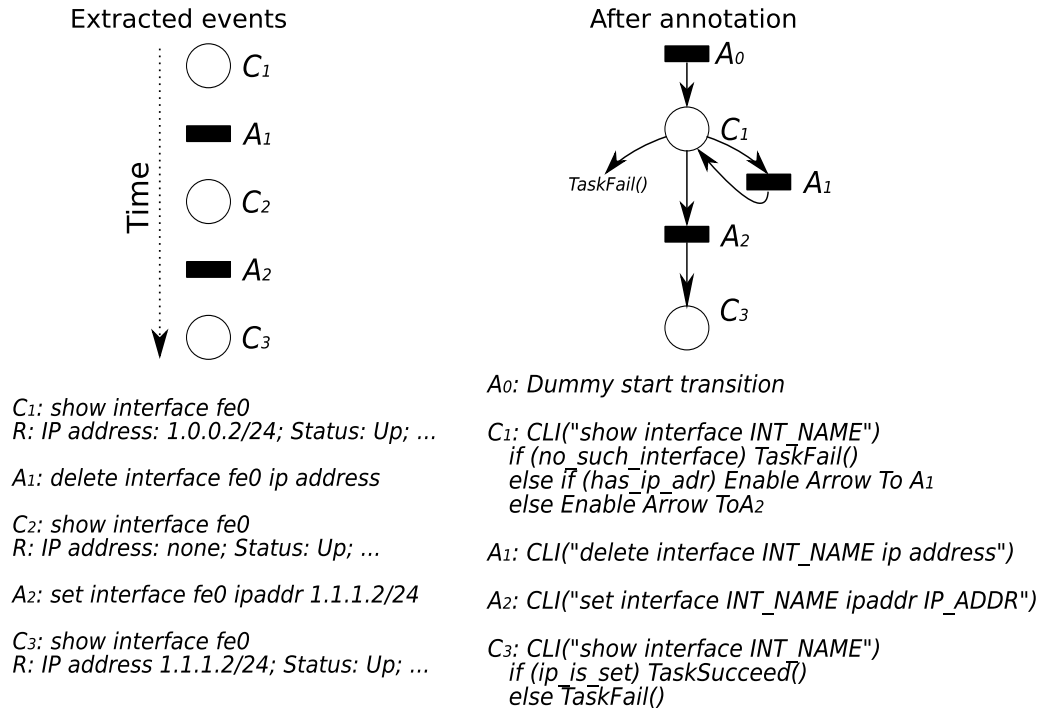 Extracted events
C1
A1
C2
A2
C3
Time
C1: show interface fe0
R: IP address: 1.0.0.2/24; Status: Up; ...
A1: delete interface fe0 ip address
C2: show interface fe0
R: IP address: none; Status: Up; ...
A2: set interface fe0 ipaddr 1.1.1.2/24
C3: show interface fe0
R: IP address 1.1.1.2/24; Status: Up; ...
After annotation
A0
C1
TaskFail()
A1
A2
C3
A0: Dummy start transition
C1: CLI("show interface INT_NAME")
if (no_such_interface) TaskFail()
else if (has_ip_adr) Enable Arrow To A1
else Enable Arrow ToA2
A1: CLI("delete interface INT_NAME ip address")
A2: CLI("set interface INT_NAME ipaddr IP_ADDR")
C3: CLI("show interface INT_NAME")
if (ip_is_set) TaskSucceed()
else TaskFail()